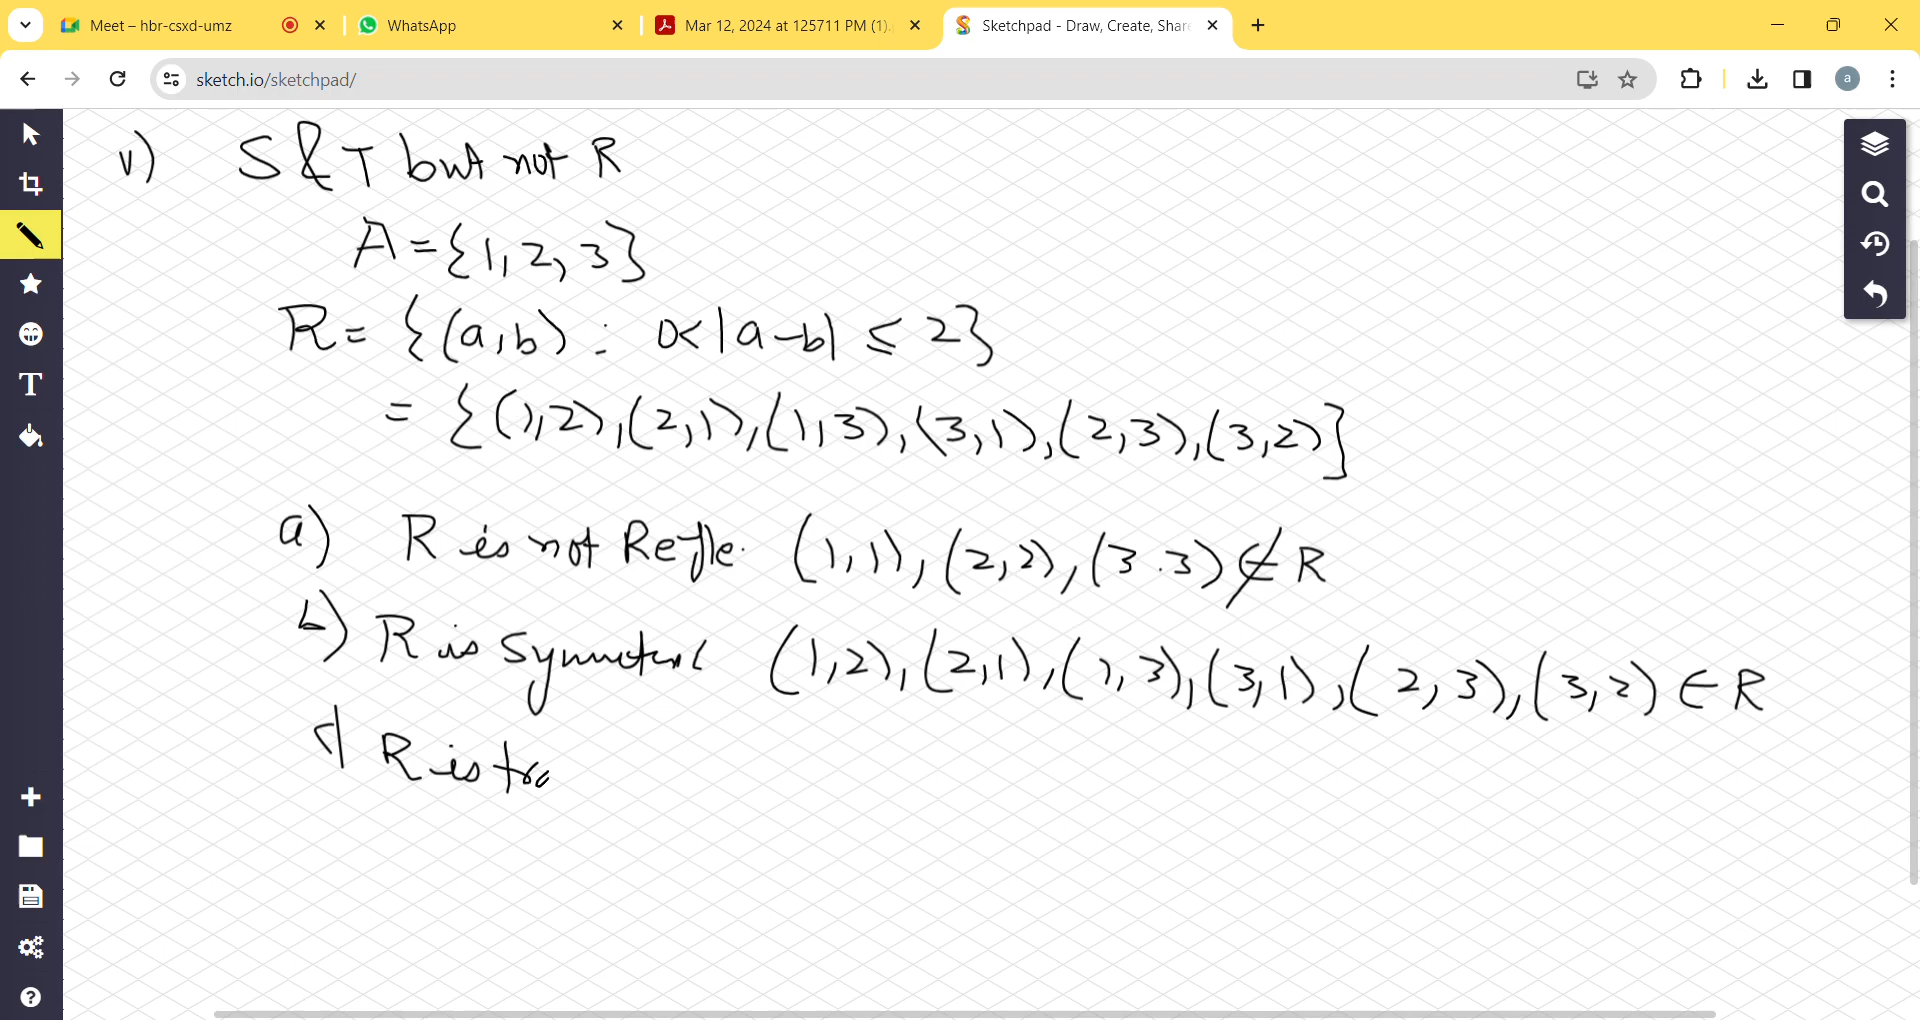 Meet – hbr-csxd-umz
WhatsApp
Mar 12, 2024 at 125711 PM (1).
Sketchpad - Draw, Create, Share
sketch.io/sketchpad/
a
T
v) S & T but not R
A = {1, 2, 3}
R = {(a,b) : 0<|a-b| ≤ 2}
= {(1,2),(2,1),(1,3),(3,1),(2,3),(3,2)}
a) R is not Refle. (1,1),(2,2),(3.3) ∉ R
b) R is (1,2),(2,1),(1,3),(3,1),(2,3),(3,2) ∈ R
R is tra